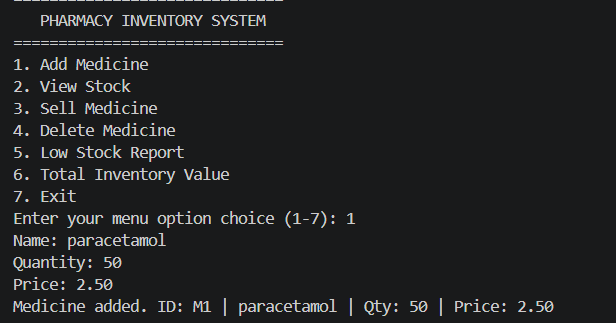 ==============================
PHARMACY INVENTORY SYSTEM
==============================
1. Add Medicine
2. View Stock
3. Sell Medicine
4. Delete Medicine
5. Low Stock Report
6. Total Inventory Value
7. Exit
Enter your menu option choice (1-7): 1
Name: paracetamol
Quantity: 50
Price: 2.50
Medicine added. ID: M1 | paracetamol | Qty: 50 | Price: 2.50